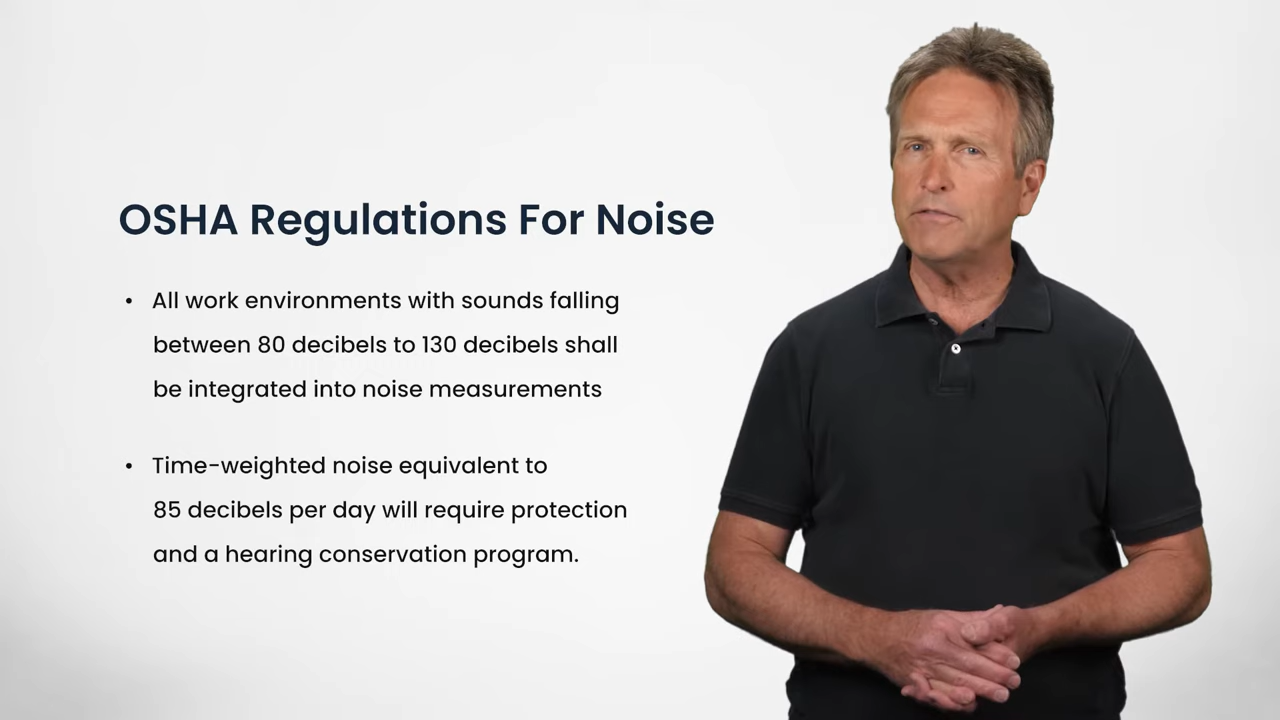 OSHA Regulations For Noise
• All work environments with sounds falling
between 80 decibels to 130 decibels shall
be integrated into noise measurements
• Time-weighted noise equivalent to
85 decibels per day will require protection
and a hearing conservation program.